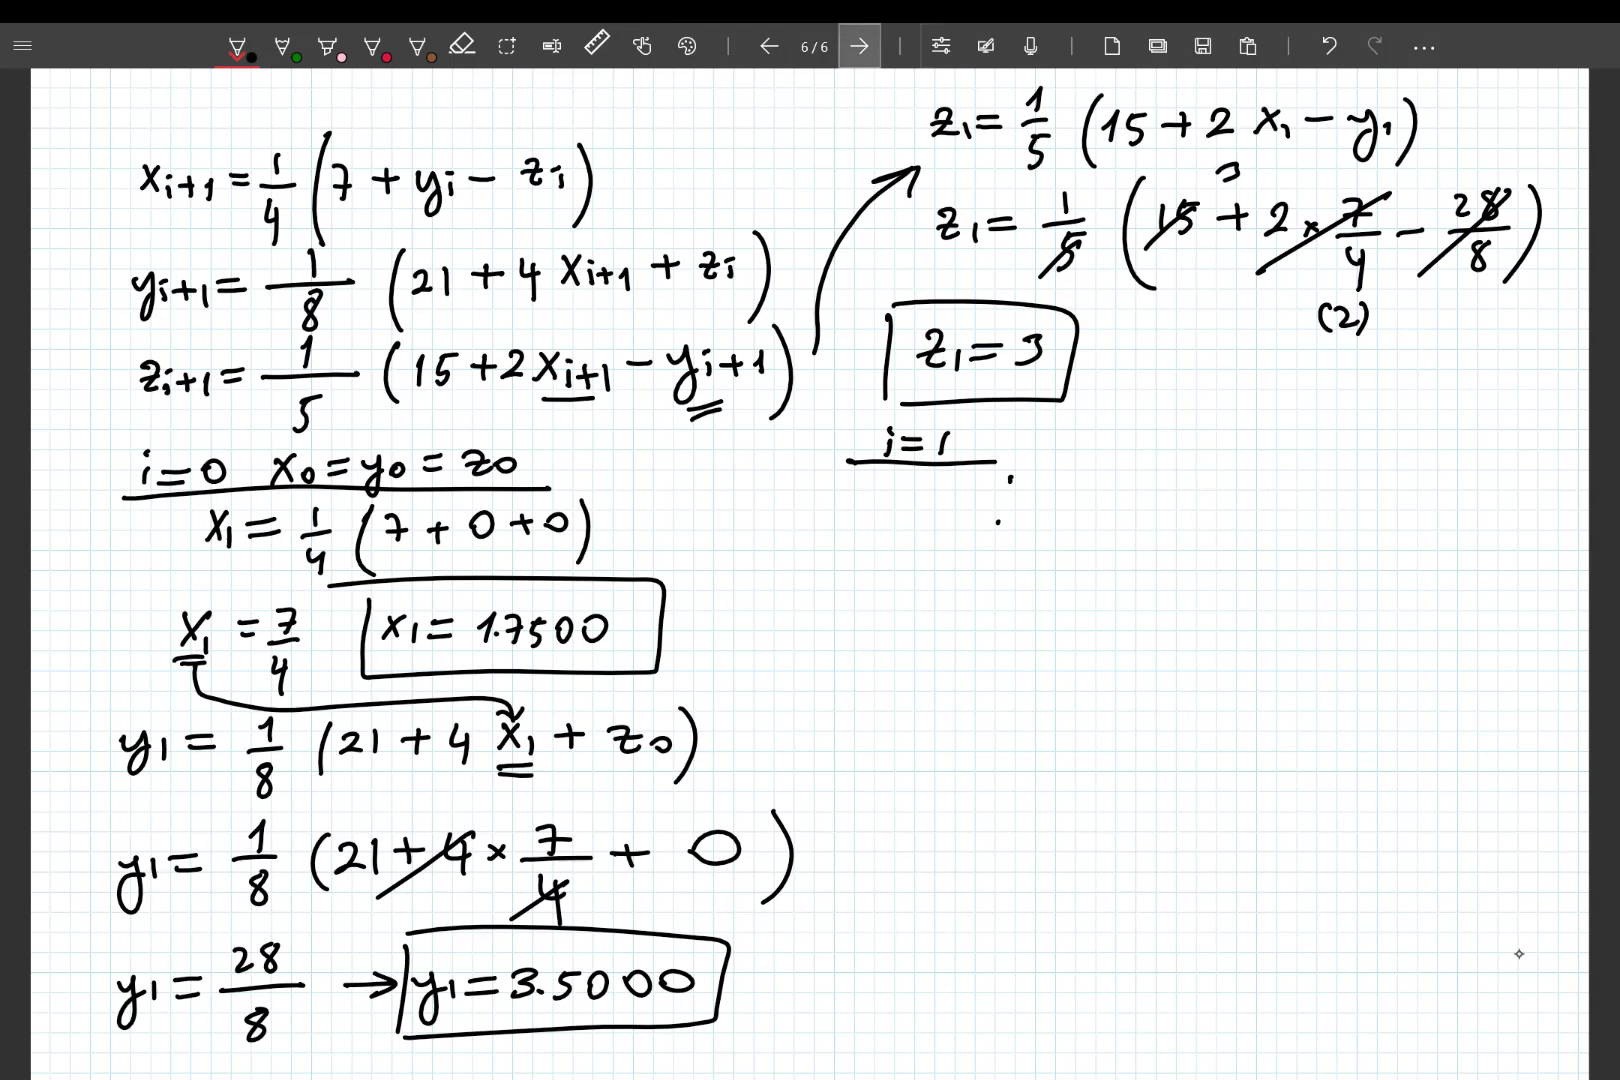 6/6
x_{i+1} = 1/4 (7 + y_i - z_i)
y_{i+1} = 1/8 (21 + 4 x_{i+1} + z_i)
z_{i+1} = 1/5 (15 + 2 x_{i+1} - y_{i+1})
i = 0 x_0 = y_0 = z_0
x_1 = 1/4 (7 + 0 + 0)
x_1 = 7/4 x_1 = 1.7500
y_1 = 1/8 (21 + 4 x_1 + z_0)
y_1 = 1/8 (21 + 4 × 7/4 + 0)
y_1 = 28/8 → y_1 = 3.5000
z_1 = 1/5 (15 + 2 x_1 - y_1)
3
z_1 = 1/5 (15 + 2 × 7/4 - 28/8)
(2)
z_1 = 3
i = 1